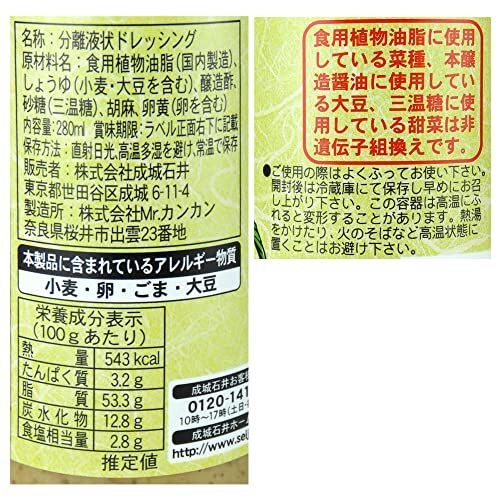 名称:分離液状ドレッシング
原材料名:食用植物油脂(国内製造)、
しょうゆ(小麦・大豆を含む)、醸造酢、
砂糖(三温糖)、胡麻、卵黄(卵を含む)
内容量:280ml 賞味期限:ラベル正面右下に記載
保存方法:直射日光、高温多湿を避け、常温で保存
販売者:株式会社成城石井
東京都世田谷区成城 6-11-4
製造所:株式会社Mr.カンカン
奈良県桜井市出雲23番地
本製品に含まれているアレルギー物質
小麦・卵・ごま・大豆
栄養成分表示
(100gあたり)
熱量 543kcal
たんぱく質 3.2g
脂質 53.3g
炭水化物 12.8g
食塩相当量 2.8g
推定値
成城石井お客
0120-141
10時〜17時(土日・
成城石井ホーム
http://www.seij
食用植物油脂に使用
している菜種、本醸
造醤油に使用してい
る大豆、三温糖に使
用している甜菜は非
遺伝子組換えです。
●ご使用の際はよくふってお使い下さい。
開封後は冷蔵庫にて保存し早めにお召
し上がり下さい。この容器は高温にふ
れると変形することがあります。熱湯
をかけたり、火のそばなど高温状態に
置くことはお避け下さい。